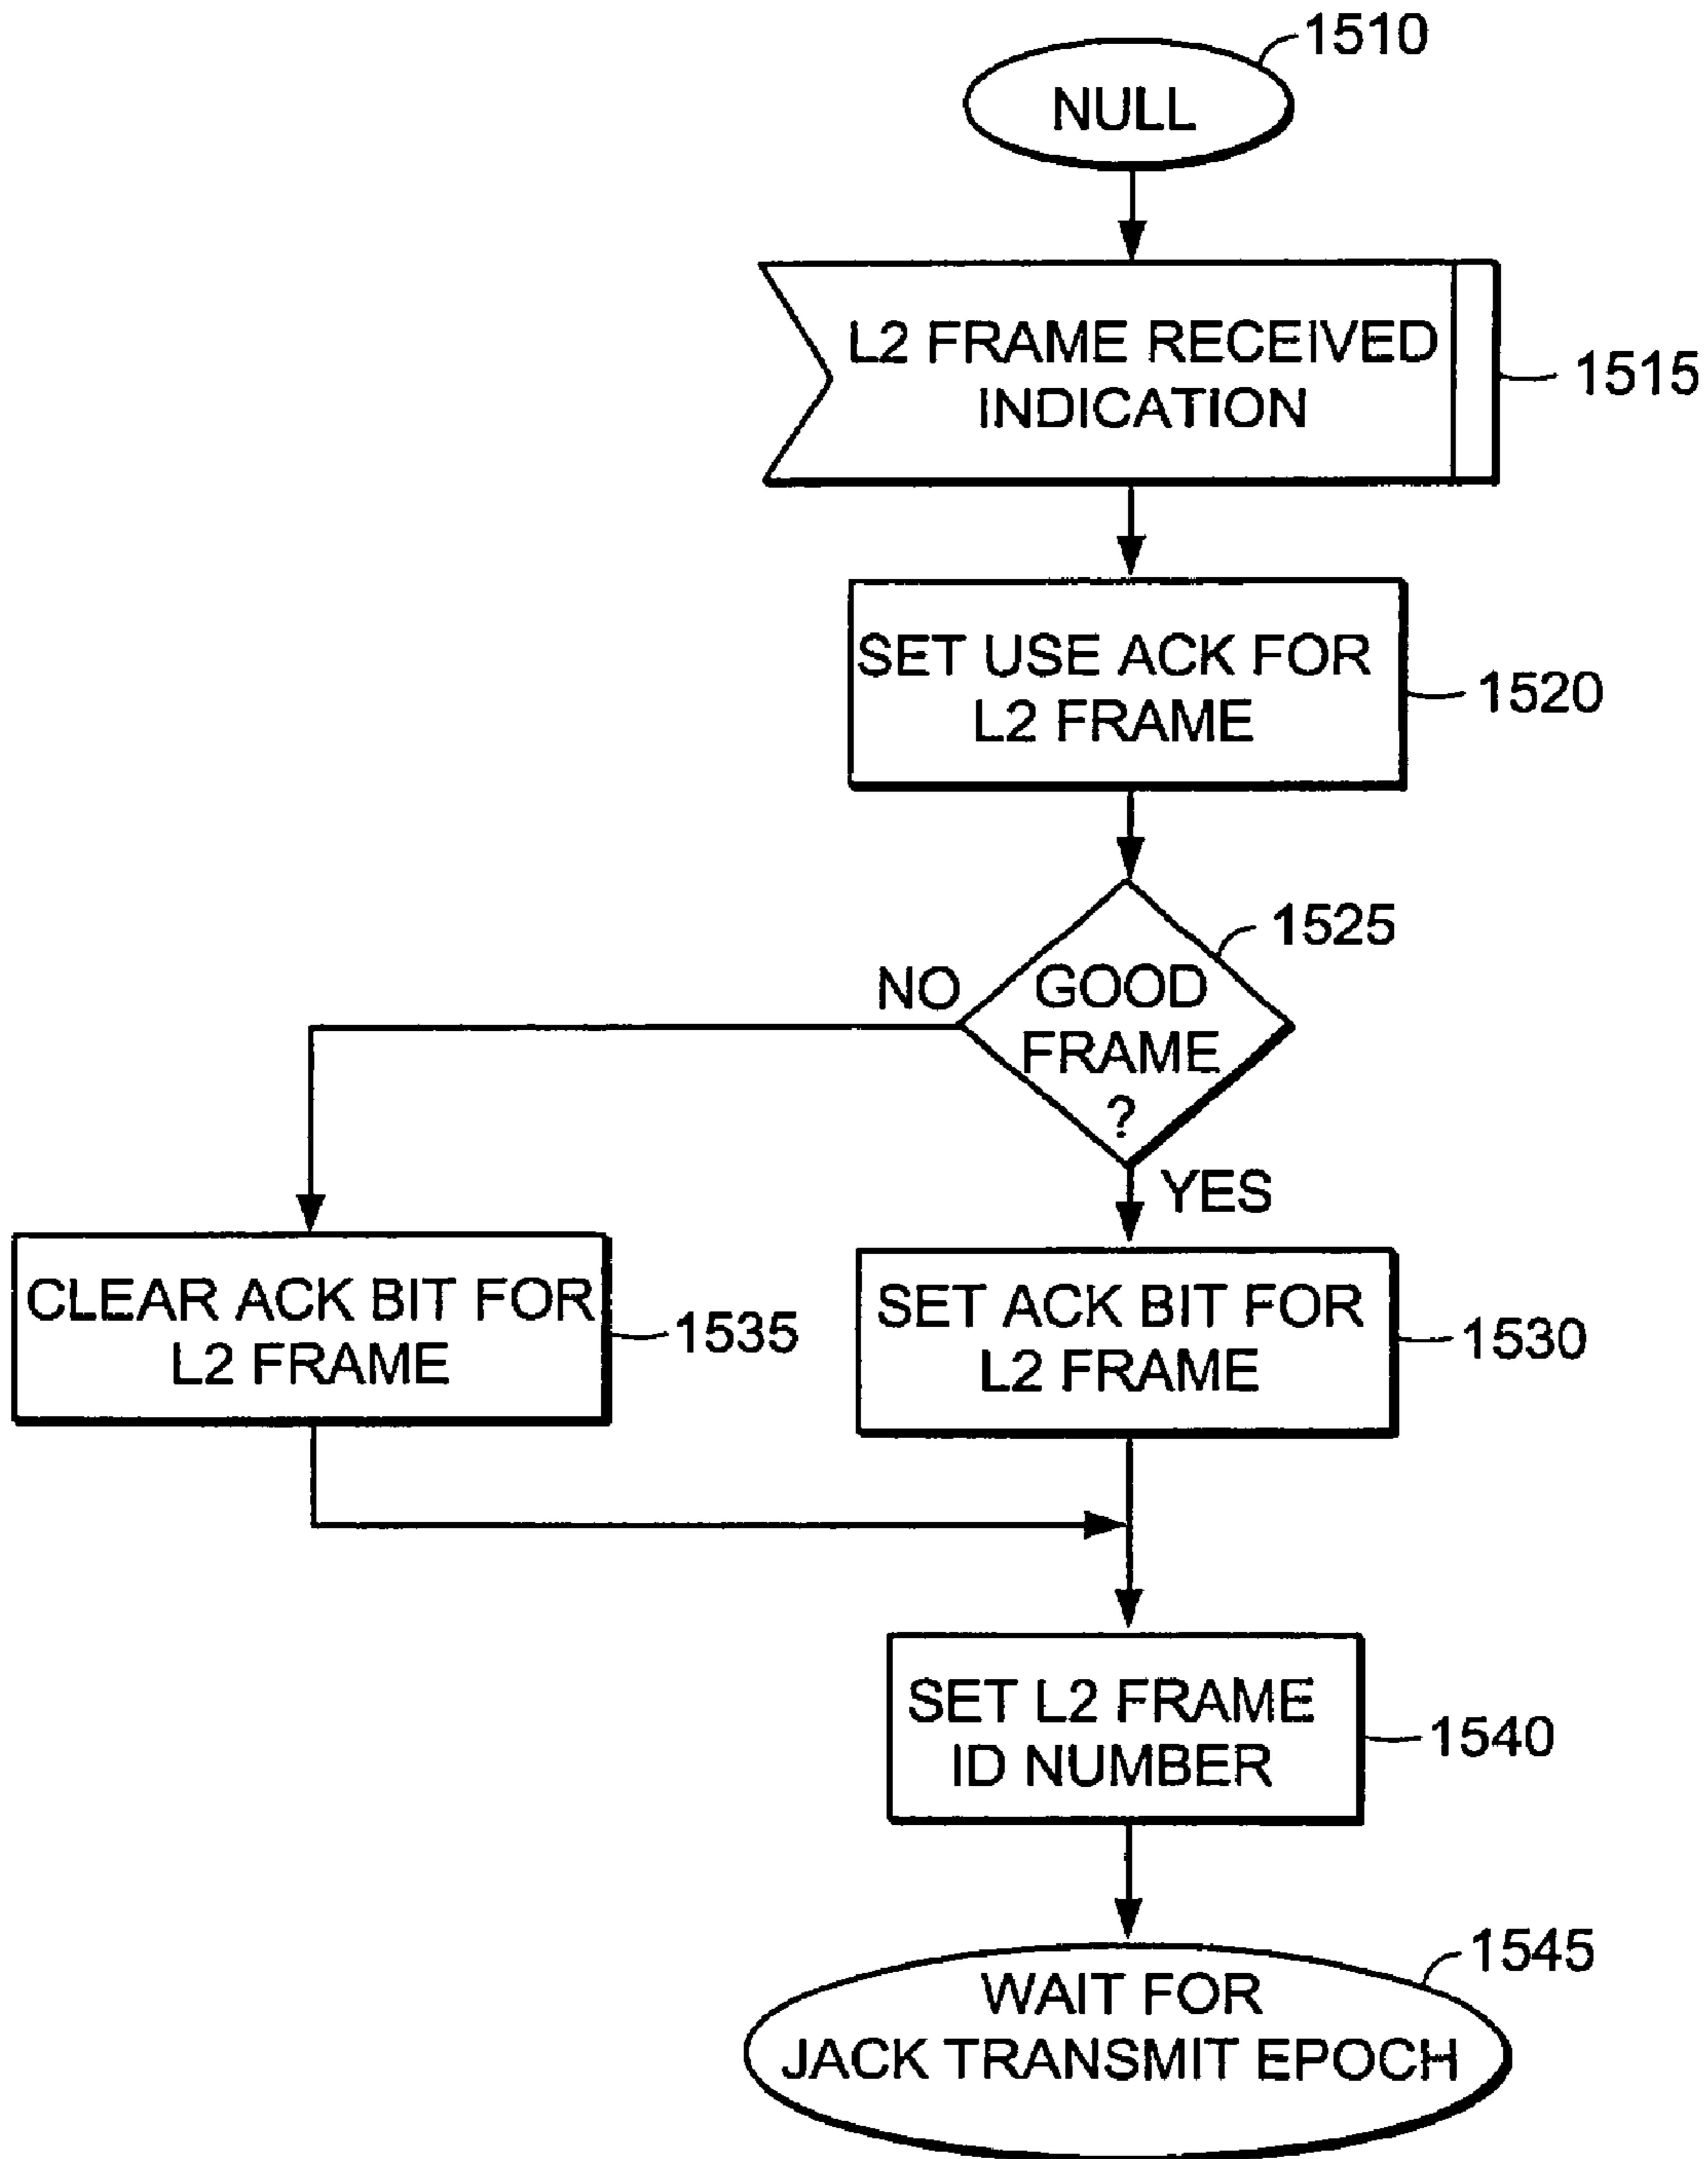 1510
NULL
L2 FRAME RECEIVED
INDICATION
1515
SET USE ACK FOR
L2 FRAME
1520
1525
NO
GOOD
FRAME
?
YES
CLEAR ACK BIT FOR
L2 FRAME
1535
SET ACK BIT FOR
L2 FRAME
1530
SET L2 FRAME
ID NUMBER
1540
1545
WAIT FOR
JACK TRANSMIT EPOCH